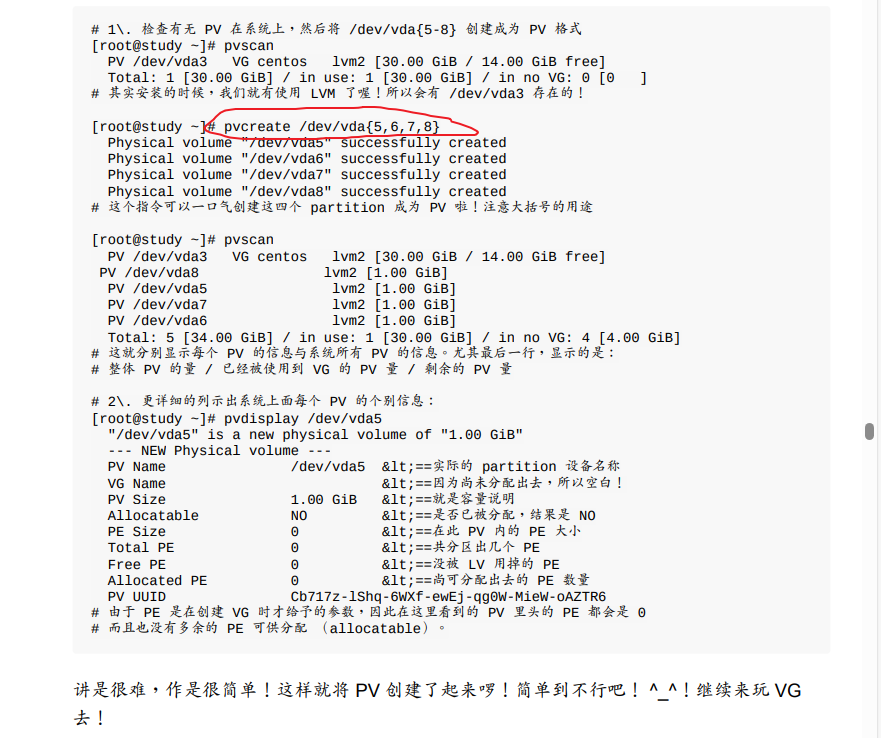 # 1\. 检查有无 PV 在系统上，然后将 /dev/vda{5-8} 创建成为 PV 格式
[root@study ~]# pvscan
PV /dev/vda3 VG centos lvm2 [30.00 GiB / 14.00 GiB free]
Total: 1 [30.00 GiB] / in use: 1 [30.00 GiB] / in no VG: 0 [0 ]
# 其实安装的时候，我们就有使用 LVM 了喔！所以会有 /dev/vda3 存在的！
[root@study ~]# pvcreate /dev/vda{5,6,7,8}
Physical volume "/dev/vda5" successfully created
Physical volume "/dev/vda6" successfully created
Physical volume "/dev/vda7" successfully created
Physical volume "/dev/vda8" successfully created
# 这个指令可以一口气创建这四个 partition 成为 PV 啦！注意大括号的用途
[root@study ~]# pvscan
PV /dev/vda3 VG centos lvm2 [30.00 GiB / 14.00 GiB free]
PV /dev/vda8 lvm2 [1.00 GiB]
PV /dev/vda5 lvm2 [1.00 GiB]
PV /dev/vda7 lvm2 [1.00 GiB]
PV /dev/vda6 lvm2 [1.00 GiB]
Total: 5 [34.00 GiB] / in use: 1 [30.00 GiB] / in no VG: 4 [4.00 GiB]
# 这就分别显示每个 PV 的信息与系统所有 PV 的信息。尤其最后一行，显示的是：
# 整体 PV 的量 / 已经被使用到 VG 的 PV 量 / 剩余的 PV 量
# 2\. 更详细的列示出系统上面每个 PV 的个别信息：
[root@study ~]# pvdisplay /dev/vda5
"/dev/vda5" is a new physical volume of "1.00 GiB"
--- NEW Physical volume ---
PV Name /dev/vda5 &lt;==实际的 partition 设备名称
VG Name &lt;==因为尚未分配出去，所以空白！
PV Size 1.00 GiB &lt;==就是容量说明
Allocatable NO &lt;==是否已被分配，结果是 NO
PE Size 0 &lt;==在此 PV 内的 PE 大小
Total PE 0 &lt;==共分区出几个 PE
Free PE 0 &lt;==没被 LV 用掉的 PE
Allocated PE 0 &lt;==尚可分配出去的 PE 数量
PV UUID Cb717z-lShq-6WXf-ewEj-qg0W-MieW-oAZTR6
# 由于 PE 是在创建 VG 时才给予的参数，因此在这里看到的 PV 里头的 PE 都会是 0
# 而且也没有多余的 PE 可供分配 （allocatable）。
讲是很难，作是很简单！这样就将 PV 创建了起来啰！简单到不行吧！ ^_^！继续来玩 VG
去！